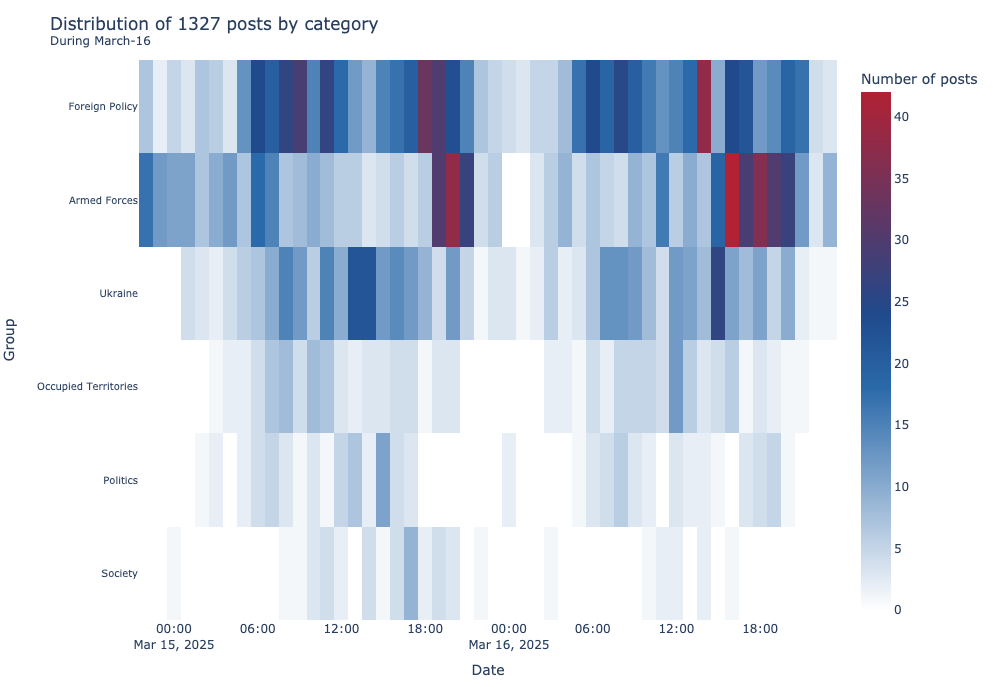 Distribution of 1327 posts by category
During March-16
Number of posts
Foreign Policy
Armed Forces
Ukraine
Occupied Territories
Politics
Society
Group
40
35
30
25
20
15
10
5
0
00:00
Mar 15, 2025
06:00
12:00
18:00
00:00
Mar 16, 2025
06:00
12:00
18:00
Date